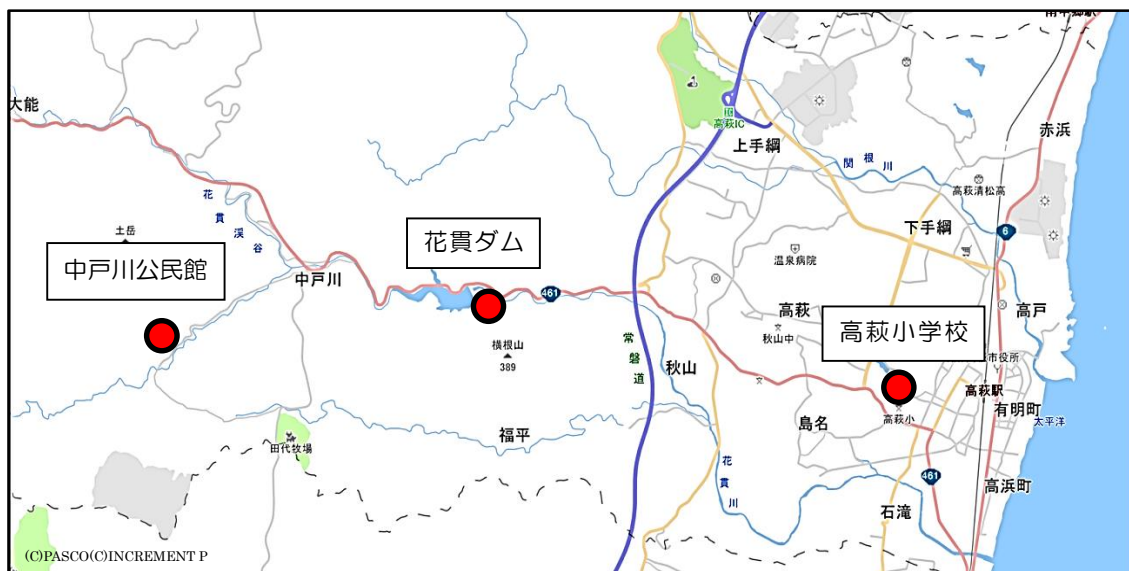 大能
土岳
花貫渓谷
中戸川公民館
中戸川
花貫ダム
461
横根山
389
福平
田代牧場
常磐道
秋山
高萩IC
上手綱
関根川
赤浜
高萩清松高
6
下手綱
温泉病院
高萩
秋山中
高戸
高萩小学校
市役所
高萩駅
高萩小
有明町
太平洋
島名
花貫川
461
高浜町
石滝
(C)PASCO(C)INCREMENT P